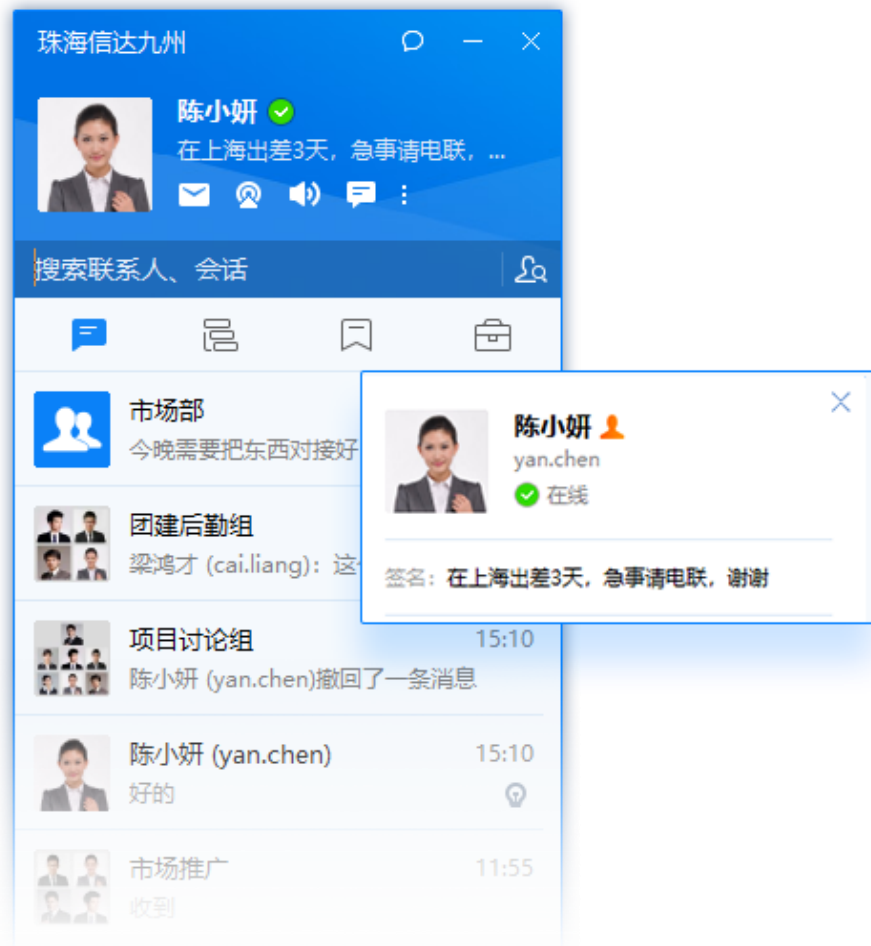 珠海信达九州
陈小妍
在上海出差3天，急事请电联，...
搜索联系人、会话
市场部
今晚需要把东西对接好
团建后勤组
梁鸿才 (cai.liang)：这
项目讨论组
15:10
陈小妍 (yan.chen)撤回了一条消息
陈小妍 (yan.chen)
15:10
好的
市场推广
11:55
收到
陈小妍
yan.chen
在线
签名：在上海出差3天，急事请电联，谢谢